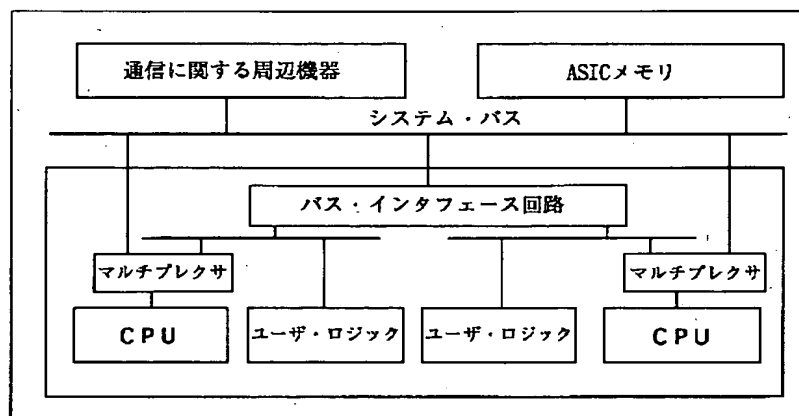 通信に関する周辺機器
ASICメモリ
システム・バス
バス・インタフェース回路
マルチプレクサ
マルチプレクサ
CPU
ユーザ・ロジック
ユーザ・ロジック
CPU